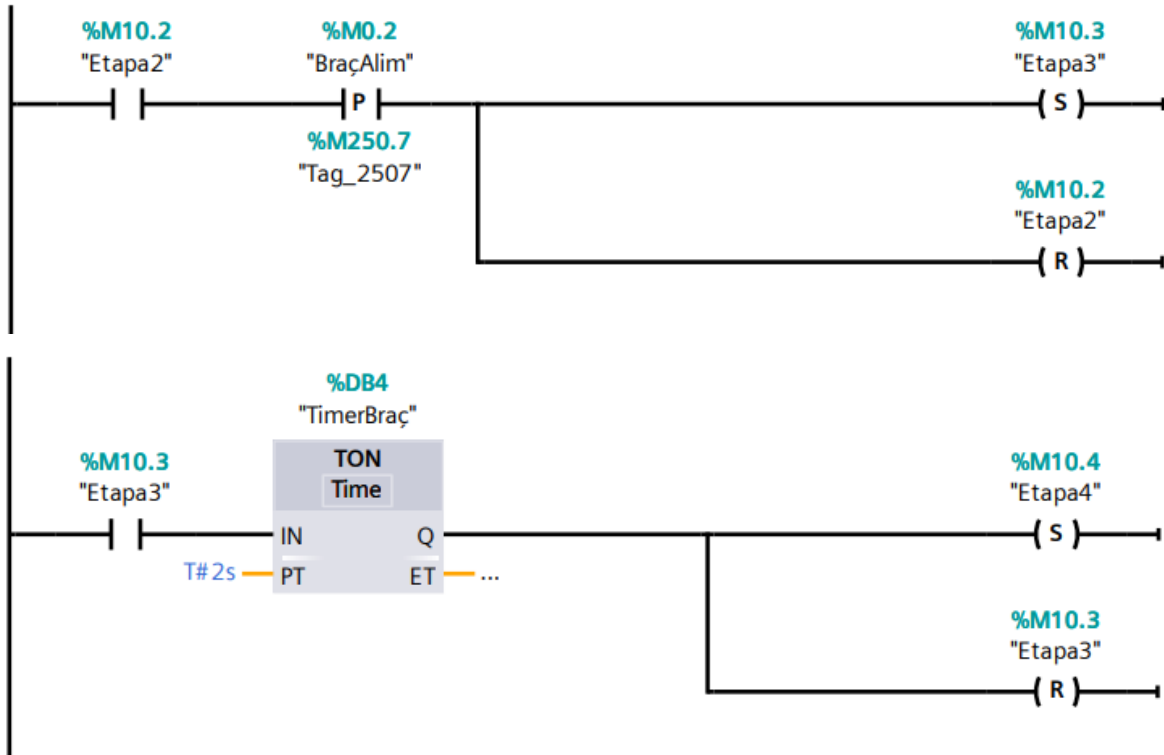 %M10.2 %M0.2 %M10.3
"Etapa2" "BraçAlim" "Etapa3"
P S
%M250.7
"Tag_2507"
%M10.2
"Etapa2"
R
%DB4
"TimerBraç"
TON
Time
%M10.3 %M10.4
"Etapa3" "Etapa4"
IN Q S
T#2s PT ET ...
%M10.3
"Etapa3"
R